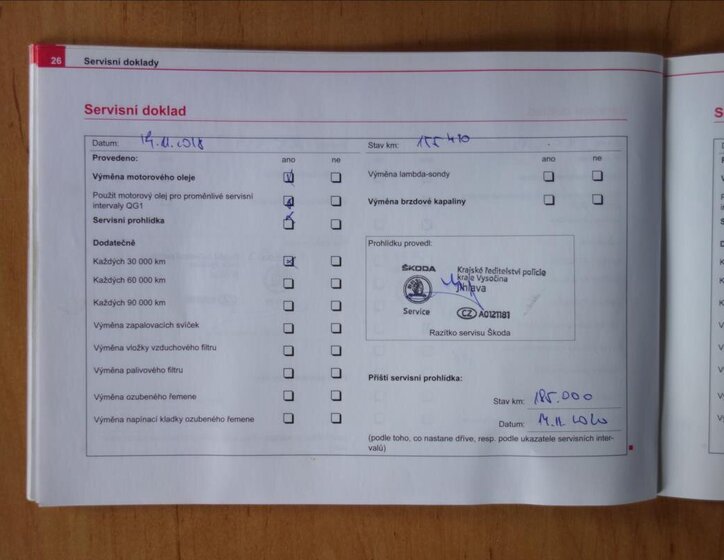 26 Servisní doklady
Servisní doklad
Datum: 14.11.2018
Provedeno: ano ne
Výměna motorového oleje
Použit motorový olej pro proměnlivé servisní
intervaly QG1
Servisní prohlídka
Dodatečně
Každých 30 000 km
Každých 60 000 km
Každých 90 000 km
Výměna zapalovacích svíček
Výměna vložky vzduchového filtru
Výměna palivového filtru
Výměna ozubeného řemene
Výměna napínací kladky ozubeného řemene
Stav km: 155 410
ano ne
Výměna lambda-sondy
Výměna brzdové kapaliny
Prohlídku provedl:
ŠKODA
Service
Krajské ředitelství policie
kraje Vysočina
Jihlava
CZ A0121181
Razítko servisu Škoda
Příští servisní prohlídka:
Stav km: 185.000
Datum: 14.11.2020
(podle toho, co nastane dříve, resp. podle ukazatele servisních inter-
valů)